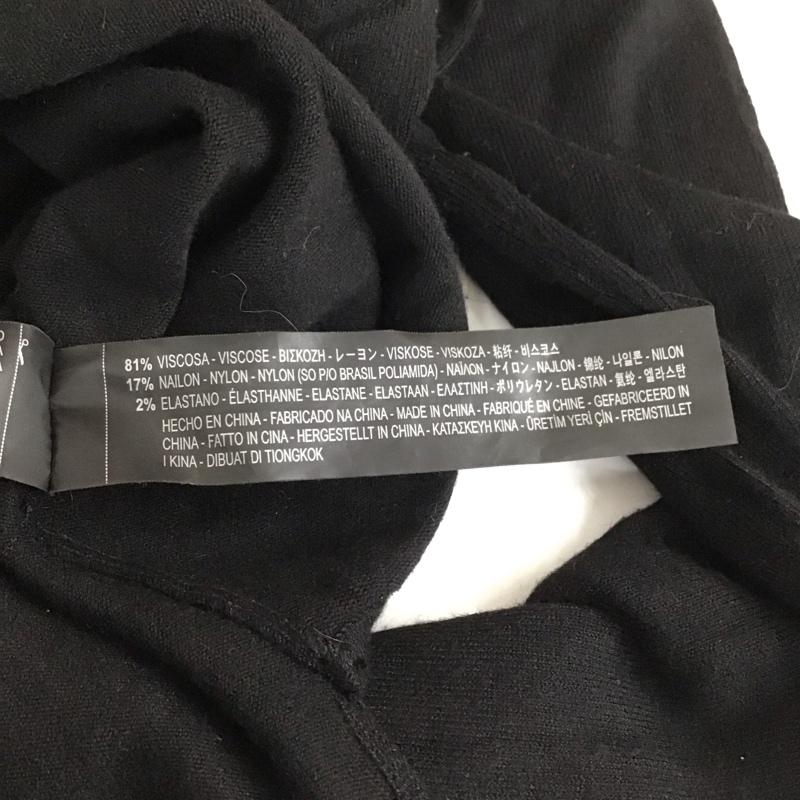 81% VISCOSA - VISCOSE - ΒΙΣΚΟΖΗ - レーヨン - VISKOSE - VISKOZA - 粘纤 - 비스코스
17% NAILON - NYLON - NYLON (SO P/O BRASIL POLIAMIDA) - ΝΑΪΛΟΝ - ナイロン - NAJLON - 锦纶 - 나일론 - NILON
2% ELASTANO - ÉLASTHANNE - ELASTANE - ELASTAAN - ΕΛΑΣΤΙΝΗ - ポリウレタン - ELASTAN - 氨纶 - 엘라스탄
HECHO EN CHINA - FABRICADO NA CHINA - MADE IN CHINA - FABRIQUÉ EN CHINE - GEFABRICEERD IN
CHINA - FATTO IN CINA - HERGESTELLT IN CHINA - ΚΑΤΑΣΚΕΥΗ ΚΙΝΑ - ÜRETİM YERİ ÇİN - FREMSTILLET
I KINA - DIBUAT DI TIONGKOK